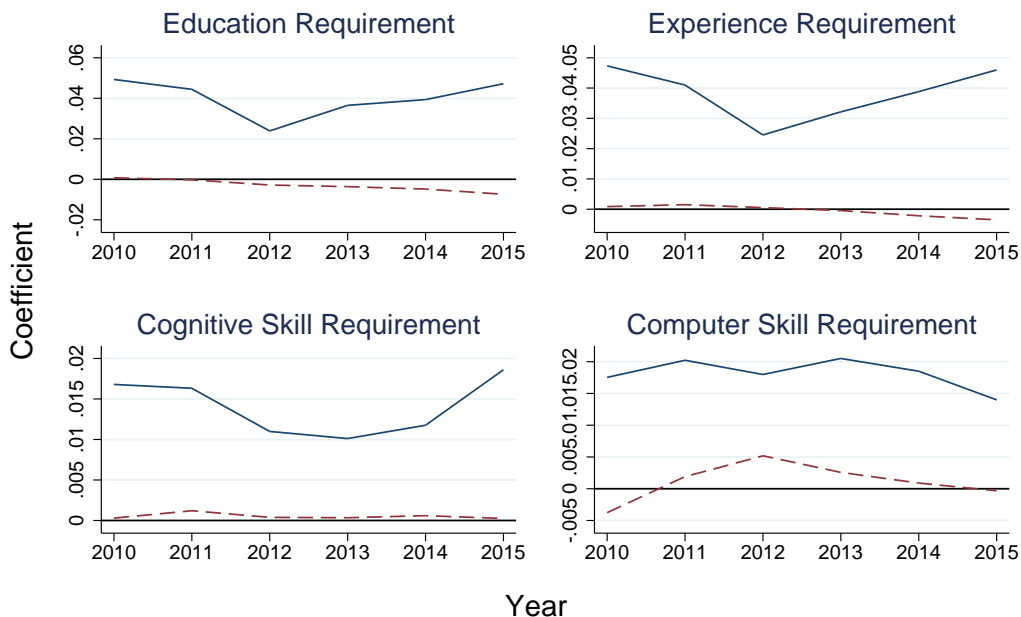 Education Requirement
.06
.04
.02
0
-.02
2010 2011 2012 2013 2014 2015
Experience Requirement
.05
.04
.03
.02
.01
0
2010 2011 2012 2013 2014 2015
Cognitive Skill Requirement
.02
.015
.01
.005
0
2010 2011 2012 2013 2014 2015
Computer Skill Requirement
.02
.015
.01
.005
0
-.005
2010 2011 2012 2013 2014 2015
Coefficient
Year